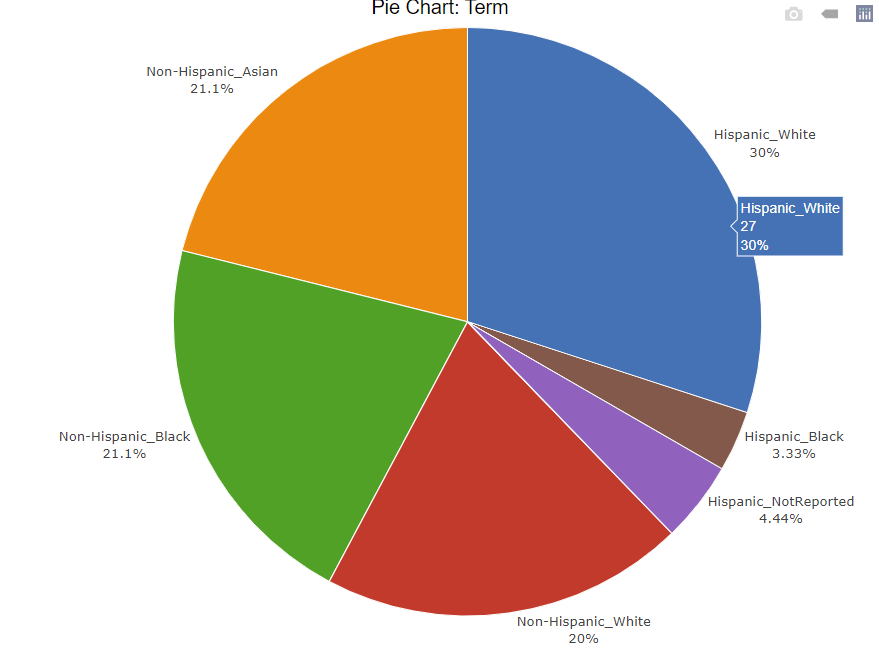 Pie Chart: Term
Non-Hispanic_Asian
21.1%
Hispanic_White
30%
Hispanic_White
27
30%
Non-Hispanic_Black
21.1%
Hispanic_Black
3.33%
Hispanic_NotReported
4.44%
Non-Hispanic_White
20%